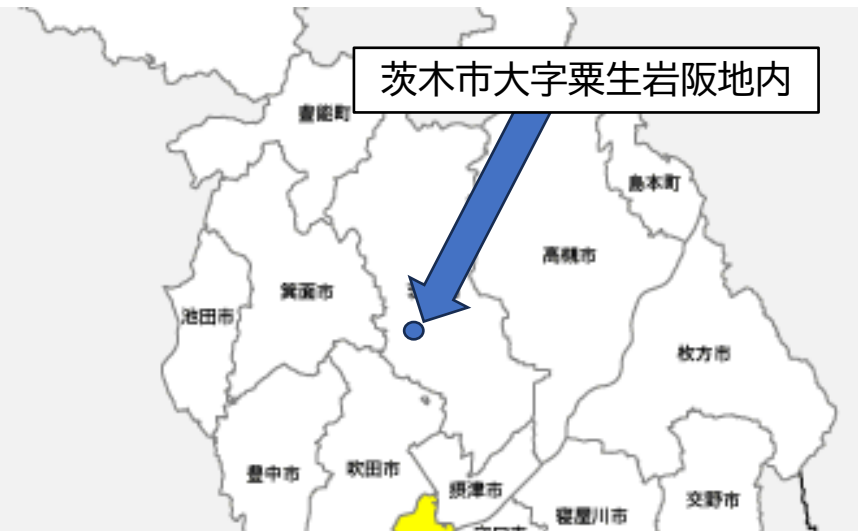 茨木市大字粟生岩阪地内
豊能町
島本町
高槻市
箕面市
池田市
枚方市
豊中市
吹田市
摂津市
交野市
寝屋川市